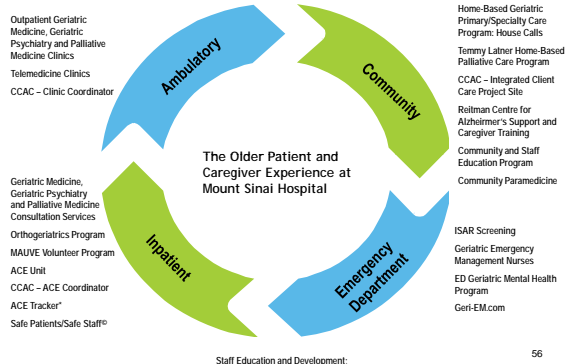 Outpatient Geriatric
Medicine, Geriatric
Psychiatry and Palliative
Medicine Clinics
Telemedicine Clinics
CCAC – Clinic Coordinator
Ambulatory
Community
Home-Based Geriatric
Primary/Specialty Care
Program: House Calls
Temmy Latner Home-Based
Palliative Care Program
CCAC – Integrated Client
Care Project Site
Reitman Centre for
Alzheimer's Support and
Caregiver Training
Community and Staff
Education Program
Community Paramedicine
The Older Patient and
Caregiver Experience at
Mount Sinai Hospital
Geriatric Medicine,
Geriatric Psychiatry
and Palliative Medicine
Consultation Services
Orthogeriatrics Program
MAUVE Volunteer Program
ACE Unit
CCAC – ACE Coordinator
ACE Tracker*
Safe Patients/Safe Staff©
Inpatient
Emergency
Department
ISAR Screening
Geriatric Emergency
Management Nurses
ED Geriatric Mental Health
Program
Geri-EM.com
Staff Education and Development:
56